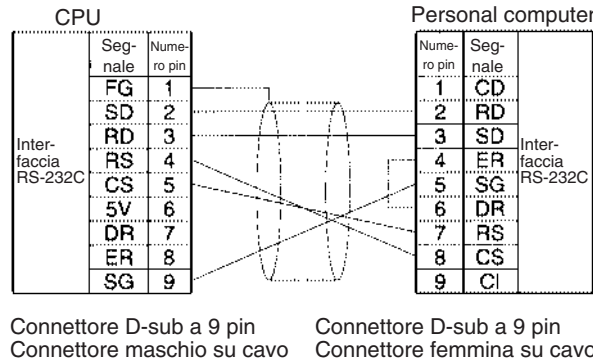 CPU Personal computer
Inter-
faccia
RS-232C
Seg-
nale
Nume-
ro pin
FG 1
SD 2
RD 3
RS 4
CS 5
5V 6
DR 7
ER 8
SG 9
Nume-
ro pin
Seg-
nale
1 CD
2 RD
3 SD
4 ER
5 SG
6 DR
7 RS
8 CS
9 CI
Inter-
faccia
RS-232C
Connettore D-sub a 9 pin
Connettore maschio su cavo
Connettore D-sub a 9 pin
Connettore femmina su cavo